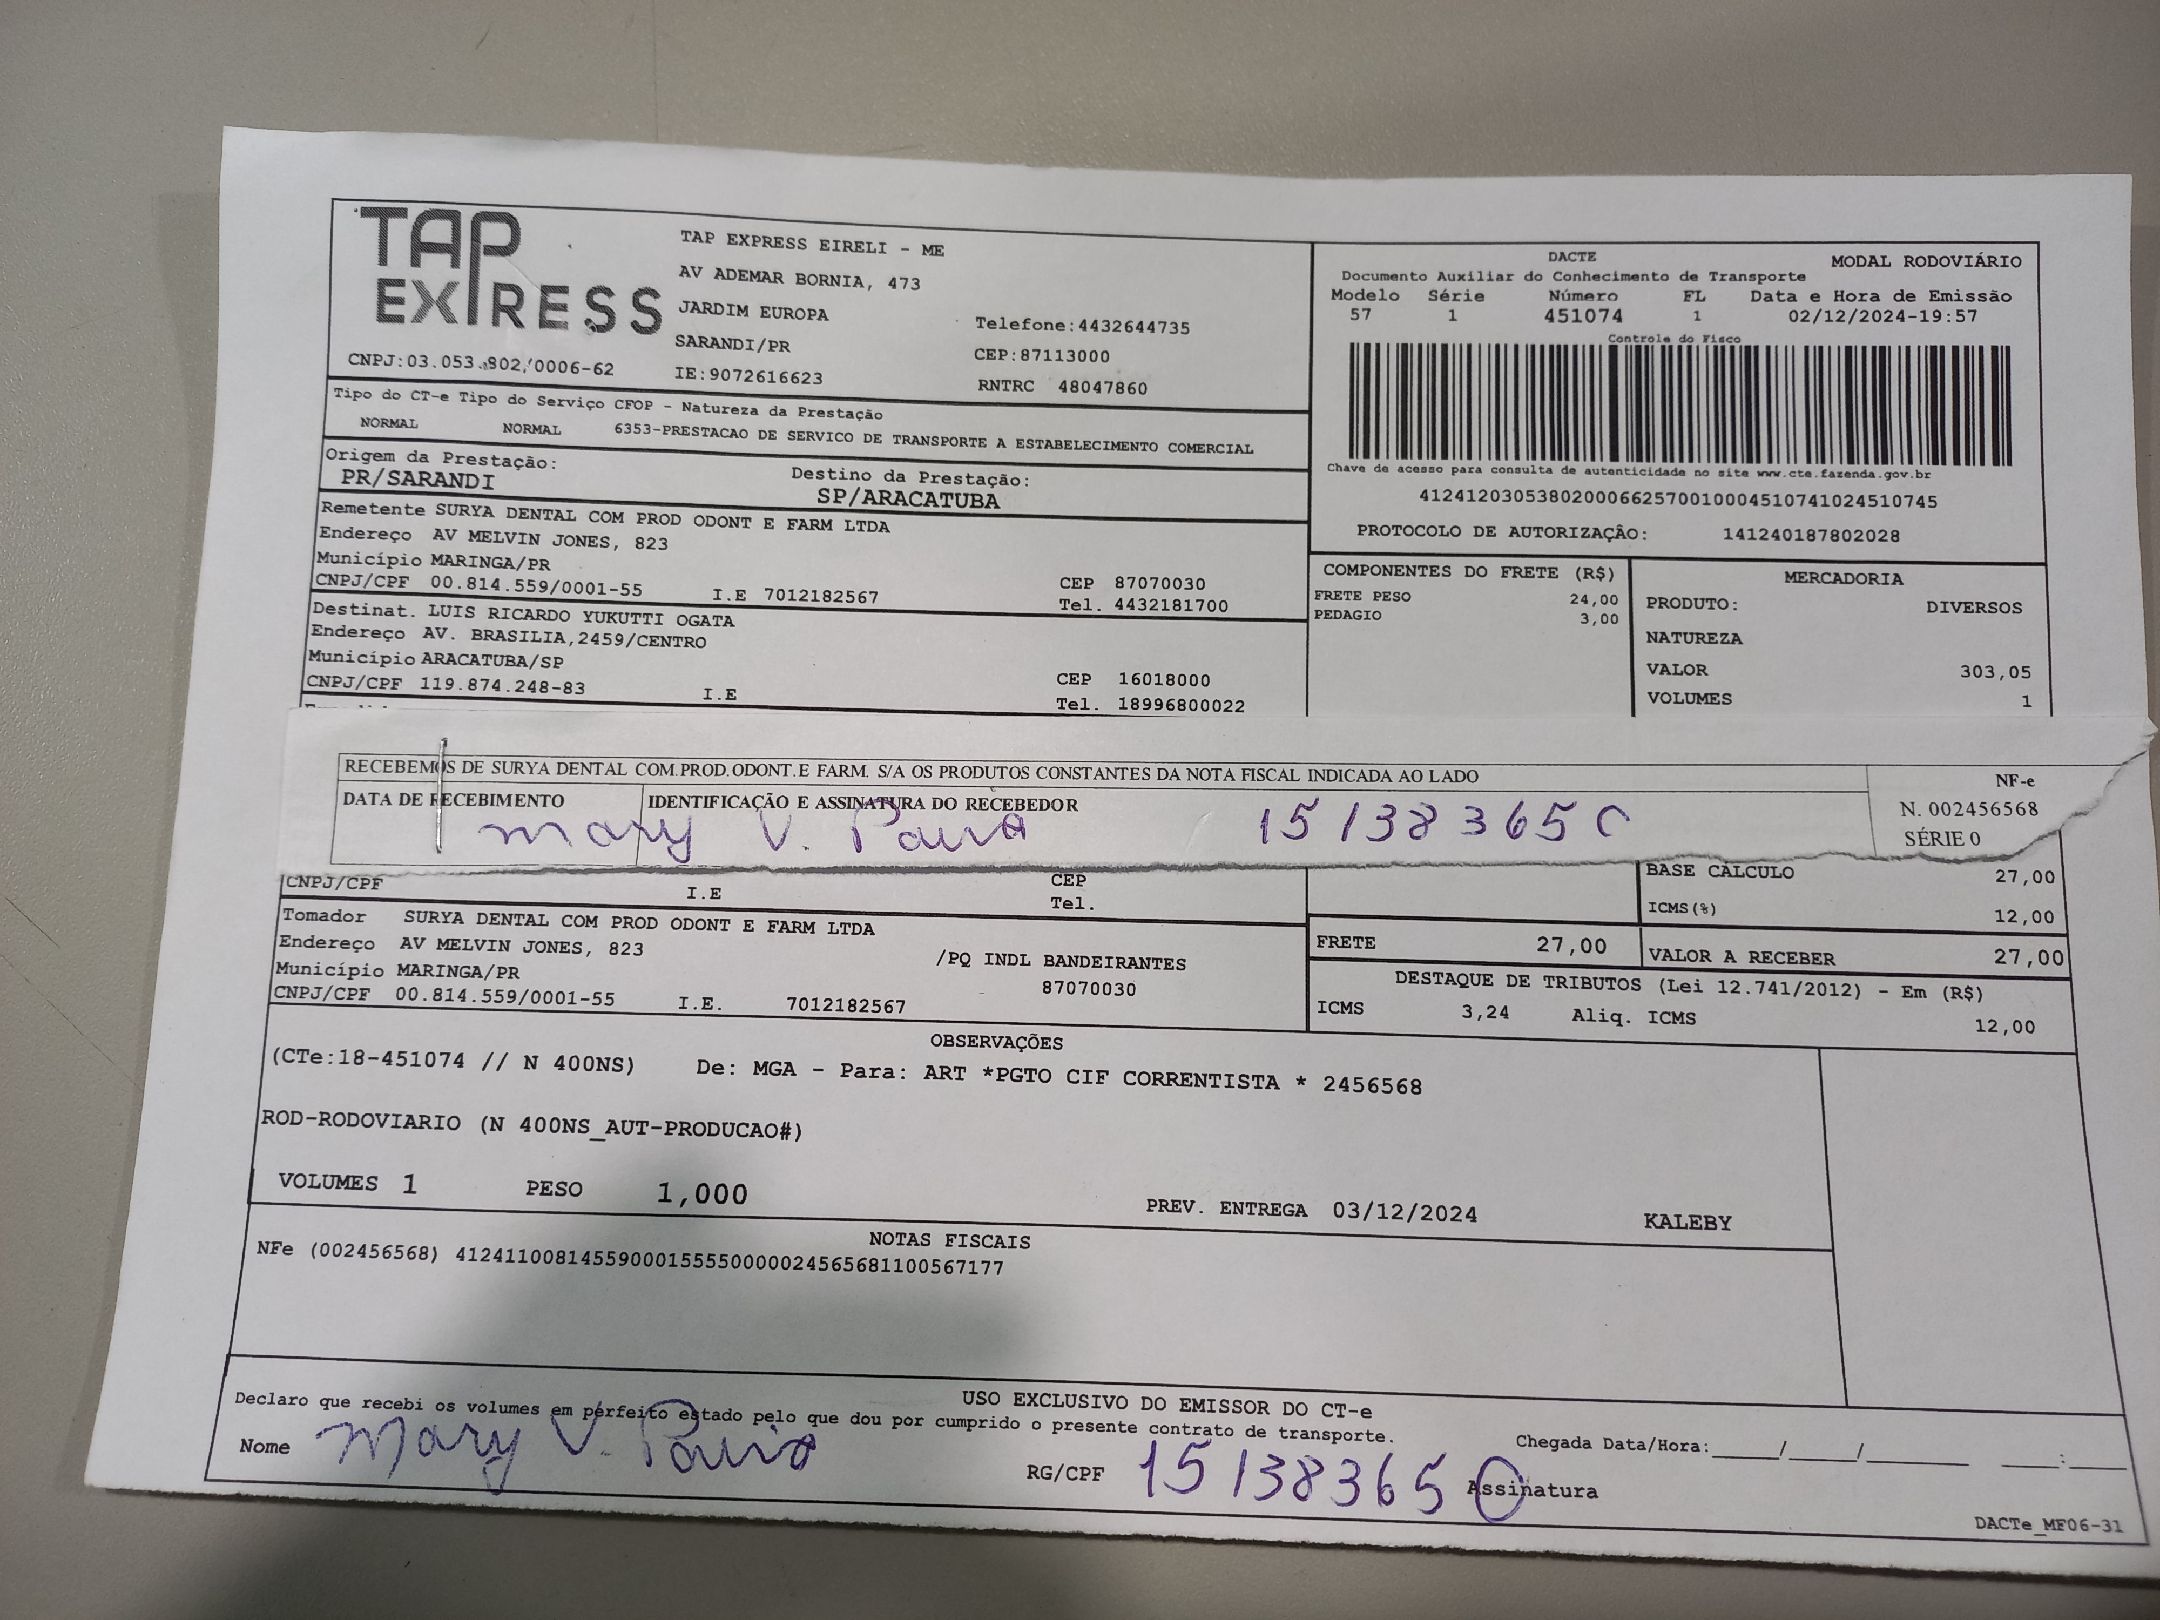 TAP EXPRESS
TAP EXPRESS EIRELI - ME
AV ADEMAR BORNIA, 473
JARDIM EUROPA
SARANDI/PR
IE:9072616623
Telefone:4432644735
CEP:87113000
RNTRC 48047860
CNPJ:03.053.802/0006-62
DACTE
MODAL RODOVIÁRIO
Documento Auxiliar do Conhecimento de Transporte
Modelo Série Número FL Data e Hora de Emissão
57 1 451074 1 02/12/2024-19:57
Controle do Fisco
Chave de acesso para consulta de autenticidade no site www.cte.fazenda.gov.br
41241203053802000662570010004510741024510745
PROTOCOLO DE AUTORIZAÇÃO: 141240187802028
Tipo do CT-e Tipo do Serviço CFOP - Natureza da Prestação
NORMAL NORMAL 6353-PRESTACAO DE SERVICO DE TRANSPORTE A ESTABELECIMENTO COMERCIAL
Origem da Prestação: Destino da Prestação:
PR/SARANDI SP/ARACATUBA
Remetente SURYA DENTAL COM PROD ODONT E FARM LTDA
Endereço AV MELVIN JONES, 823
Município MARINGA/PR CEP 87070030
CNPJ/CPF 00.814.559/0001-55 I.E 7012182567 Tel. 4432181700
Destinat. LUIS RICARDO YUKUTTI OGATA
Endereço AV. BRASILIA,2459/CENTRO
Município ARACATUBA/SP CEP 16018000
CNPJ/CPF 119.874.248-83 I.E Tel. 18996800022
COMPONENTES DO FRETE (R$)
FRETE PESO 24,00
PEDAGIO 3,00
MERCADORIA
PRODUTO: DIVERSOS
NATUREZA
VALOR 303,05
VOLUMES 1
RECEBEMOS DE SURYA DENTAL COM.PROD.ODONT.E FARM. S/A OS PRODUTOS CONSTANTES DA NOTA FISCAL INDICADA AO LADO
DATA DE RECEBIMENTO IDENTIFICAÇÃO E ASSINATURA DO RECEBEDOR
Mary V. 15138365
NF-e
N. 002456568
SÉRIE 0
CNPJ/CPF I.E CEP
Tel.
BASE CALCULO 27,00
ICMS(%) 12,00
Tomador SURYA DENTAL COM PROD ODONT E FARM LTDA
Endereço AV MELVIN JONES, 823 /PQ INDL BANDEIRANTES
Município MARINGA/PR 87070030
CNPJ/CPF 00.814.559/0001-55 I.E. 7012182567
FRETE 27,00 VALOR A RECEBER 27,00
DESTAQUE DE TRIBUTOS (Lei 12.741/2012) - Em (R$)
ICMS 3,24 Aliq. ICMS 12,00
OBSERVAÇÕES
(CTe:18-451074 // N 400NS) De: MGA - Para: ART *PGTO CIF CORRENTISTA * 2456568
ROD-RODOVIARIO (N 400NS_AUT-PRODUCAO#)
VOLUMES 1 PESO 1,000 PREV. ENTREGA 03/12/2024 KALEBY
NOTAS FISCAIS
NFe (002456568) 41241100814559000155550000024565681100567177
USO EXCLUSIVO DO EMISSOR DO CT-e
Declaro que recebi os volumes em perfeito estado pelo que dou por cumprido o presente contrato de transporte.
Nome Mary V. RG/CPF 15138365 Assinatura
Chegada Data/Hora:____/____/______ ____:____
DACTe_MF06-31